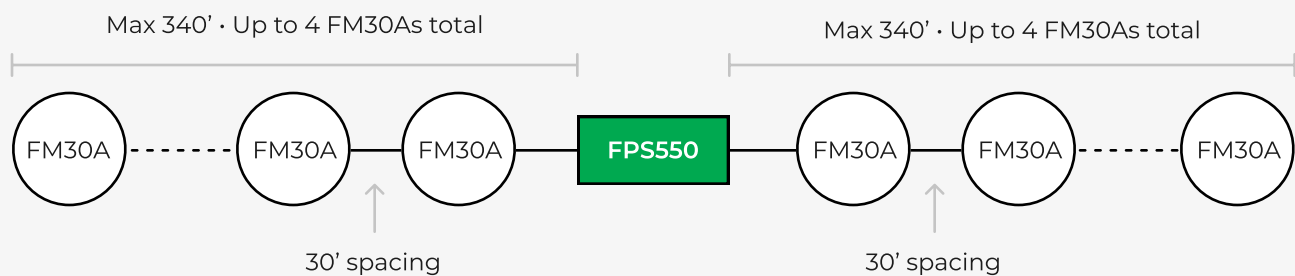 Max 340’ • Up to 4 FM30As total
Max 340’ • Up to 4 FM30As total
FM30A
FM30A
FM30A
FPS550
FM30A
FM30A
FM30A
30’ spacing
30’ spacing